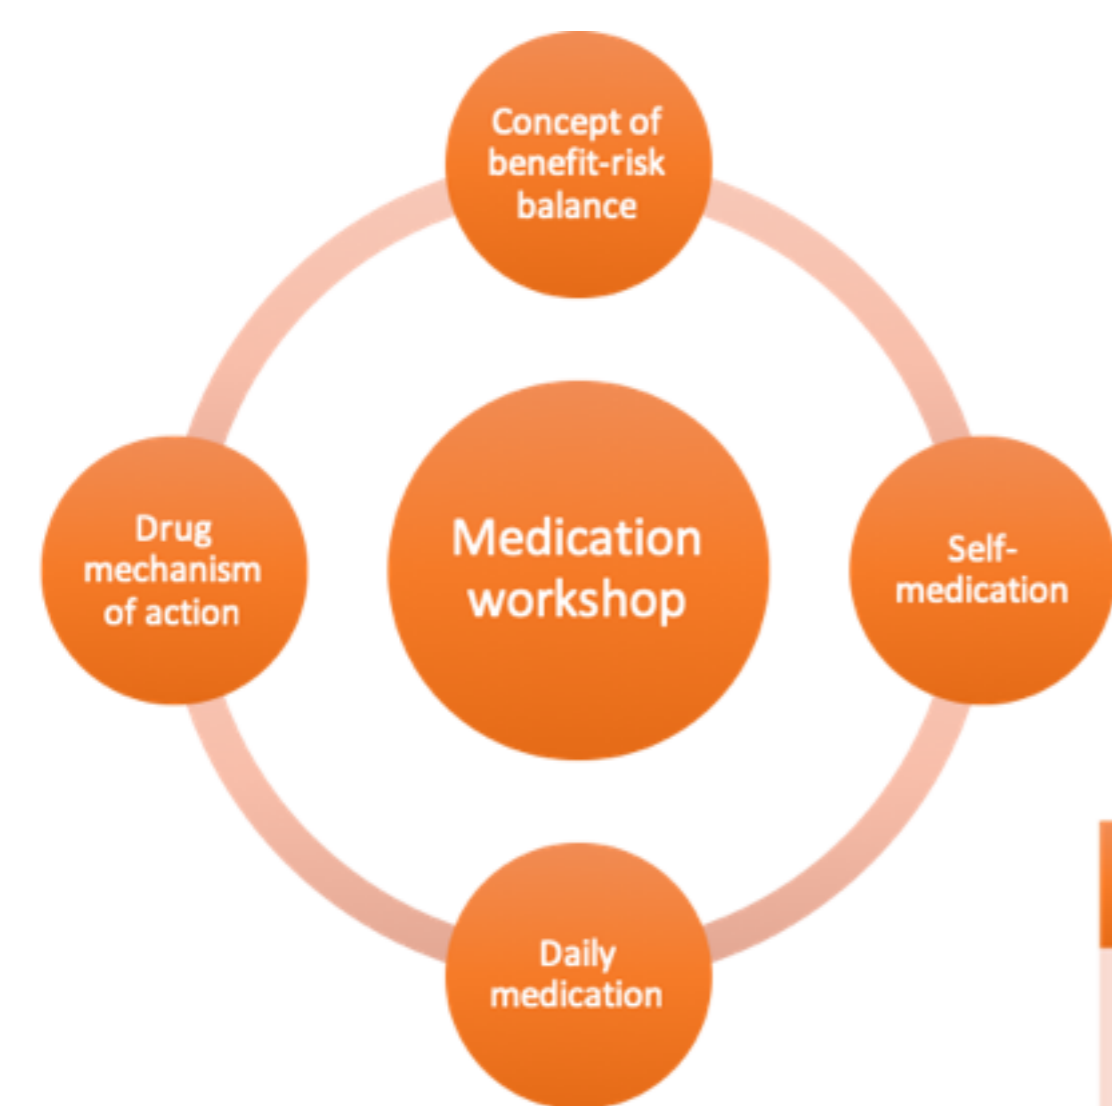 Concept of
benefit-risk
balance
Drug
mechanism
of action
Medication
workshop
Self-
medication
Daily
medication